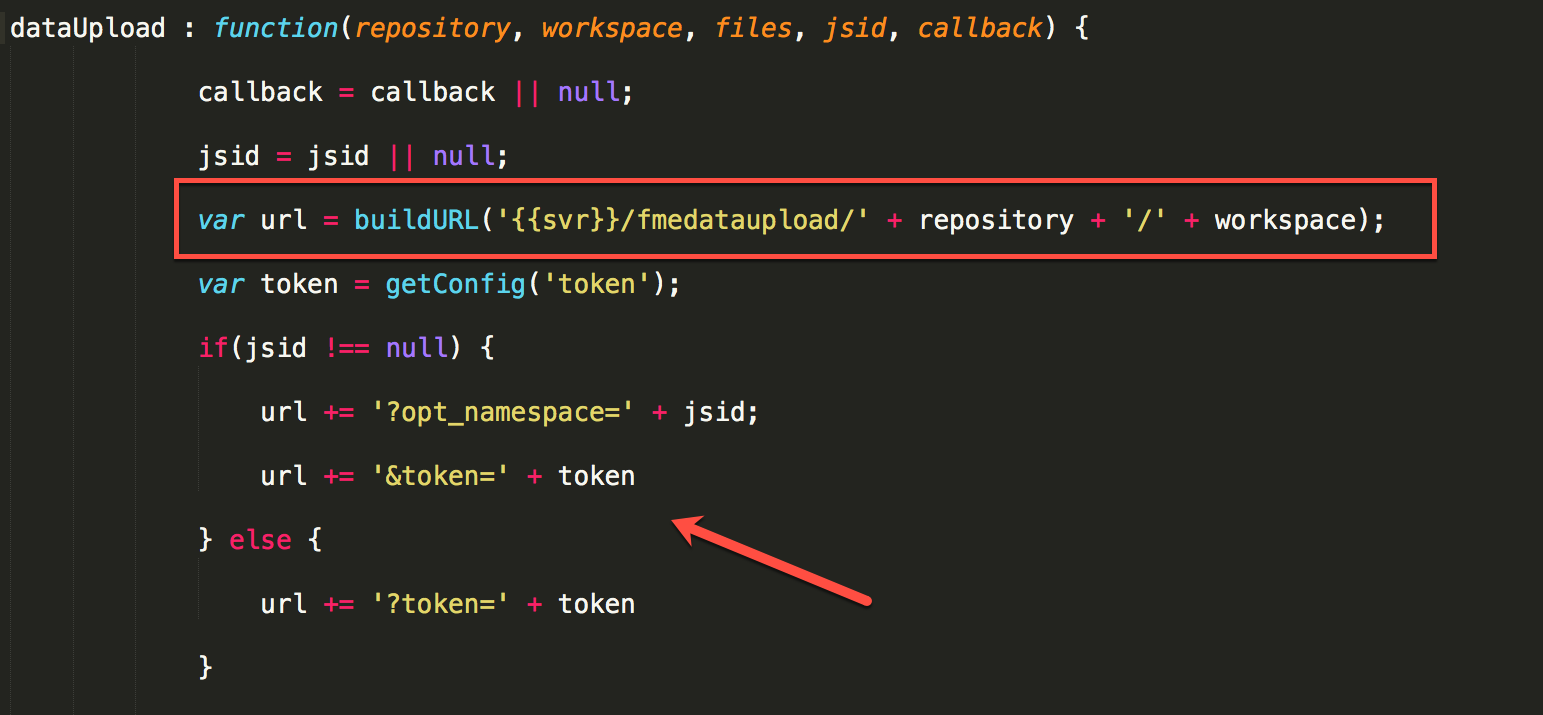 dataUpload : function(repository, workspace, files, jsid, callback) {
callback = callback || null;
jsid = jsid || null;
var url = buildURL('{{svr}}/fmedataupload/' + repository + '/' + workspace);
var token = getConfig('token');
if(jsid !== null) {
url += '?opt_namespace=' + jsid;
url += '&token=' + token
} else {
url += '?token=' + token
}